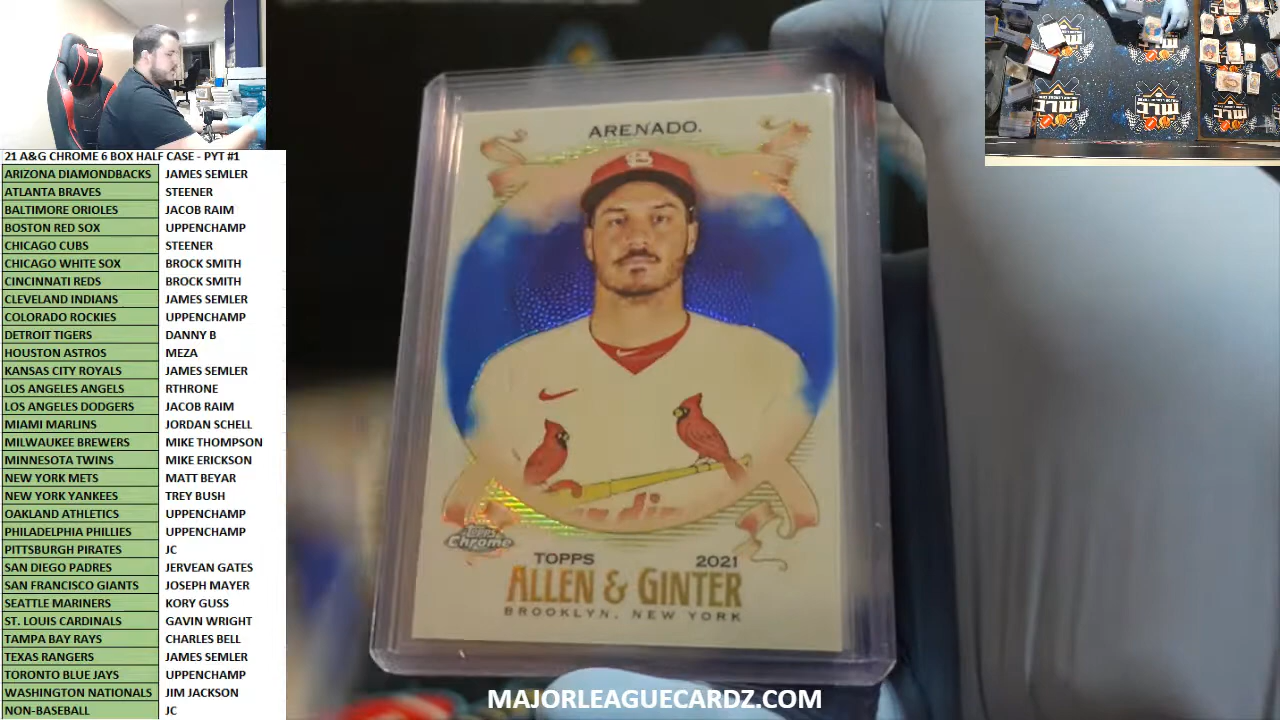 21 A&G CHROME 6 BOX HALF CASE - PYT #1
ARIZONA DIAMONDBACKS JAMES SEMLER
ATLANTA BRAVES STEENER
BALTIMORE ORIOLES JACOB RAIM
BOSTON RED SOX UPPENCHAMP
CHICAGO CUBS STEENER
CHICAGO WHITE SOX BROCK SMITH
CINCINNATI REDS BROCK SMITH
CLEVELAND INDIANS JAMES SEMLER
COLORADO ROCKIES UPPENCHAMP
DETROIT TIGERS DANNY B
HOUSTON ASTROS MEZA
KANSAS CITY ROYALS JAMES SEMLER
LOS ANGELES ANGELS RTHRONE
LOS ANGELES DODGERS JACOB RAIM
MIAMI MARLINS JORDAN SCHELL
MILWAUKEE BREWERS MIKE THOMPSON
MINNESOTA TWINS MIKE ERICKSON
NEW YORK METS MATT BEYAR
NEW YORK YANKEES TREY BUSH
OAKLAND ATHLETICS UPPENCHAMP
PHILADELPHIA PHILLIES UPPENCHAMP
PITTSBURGH PIRATES JC
SAN DIEGO PADRES JERVEAN GATES
SAN FRANCISCO GIANTS JOSEPH MAYER
SEATTLE MARINERS KORY GUSS
ST. LOUIS CARDINALS GAVIN WRIGHT
TAMPA BAY RAYS CHARLES BELL
TEXAS RANGERS JAMES SEMLER
TORONTO BLUE JAYS UPPENCHAMP
WASHINGTON NATIONALS JIM JACKSON
NON-BASEBALL JC
ARENADO.
Topps Chrome
TOPPS 2021
ALLEN & GINTER
BROOKLYN, NEW YORK
MAJORLEAGUECARDZ.COM
MLC
MLC
MLC
MLC